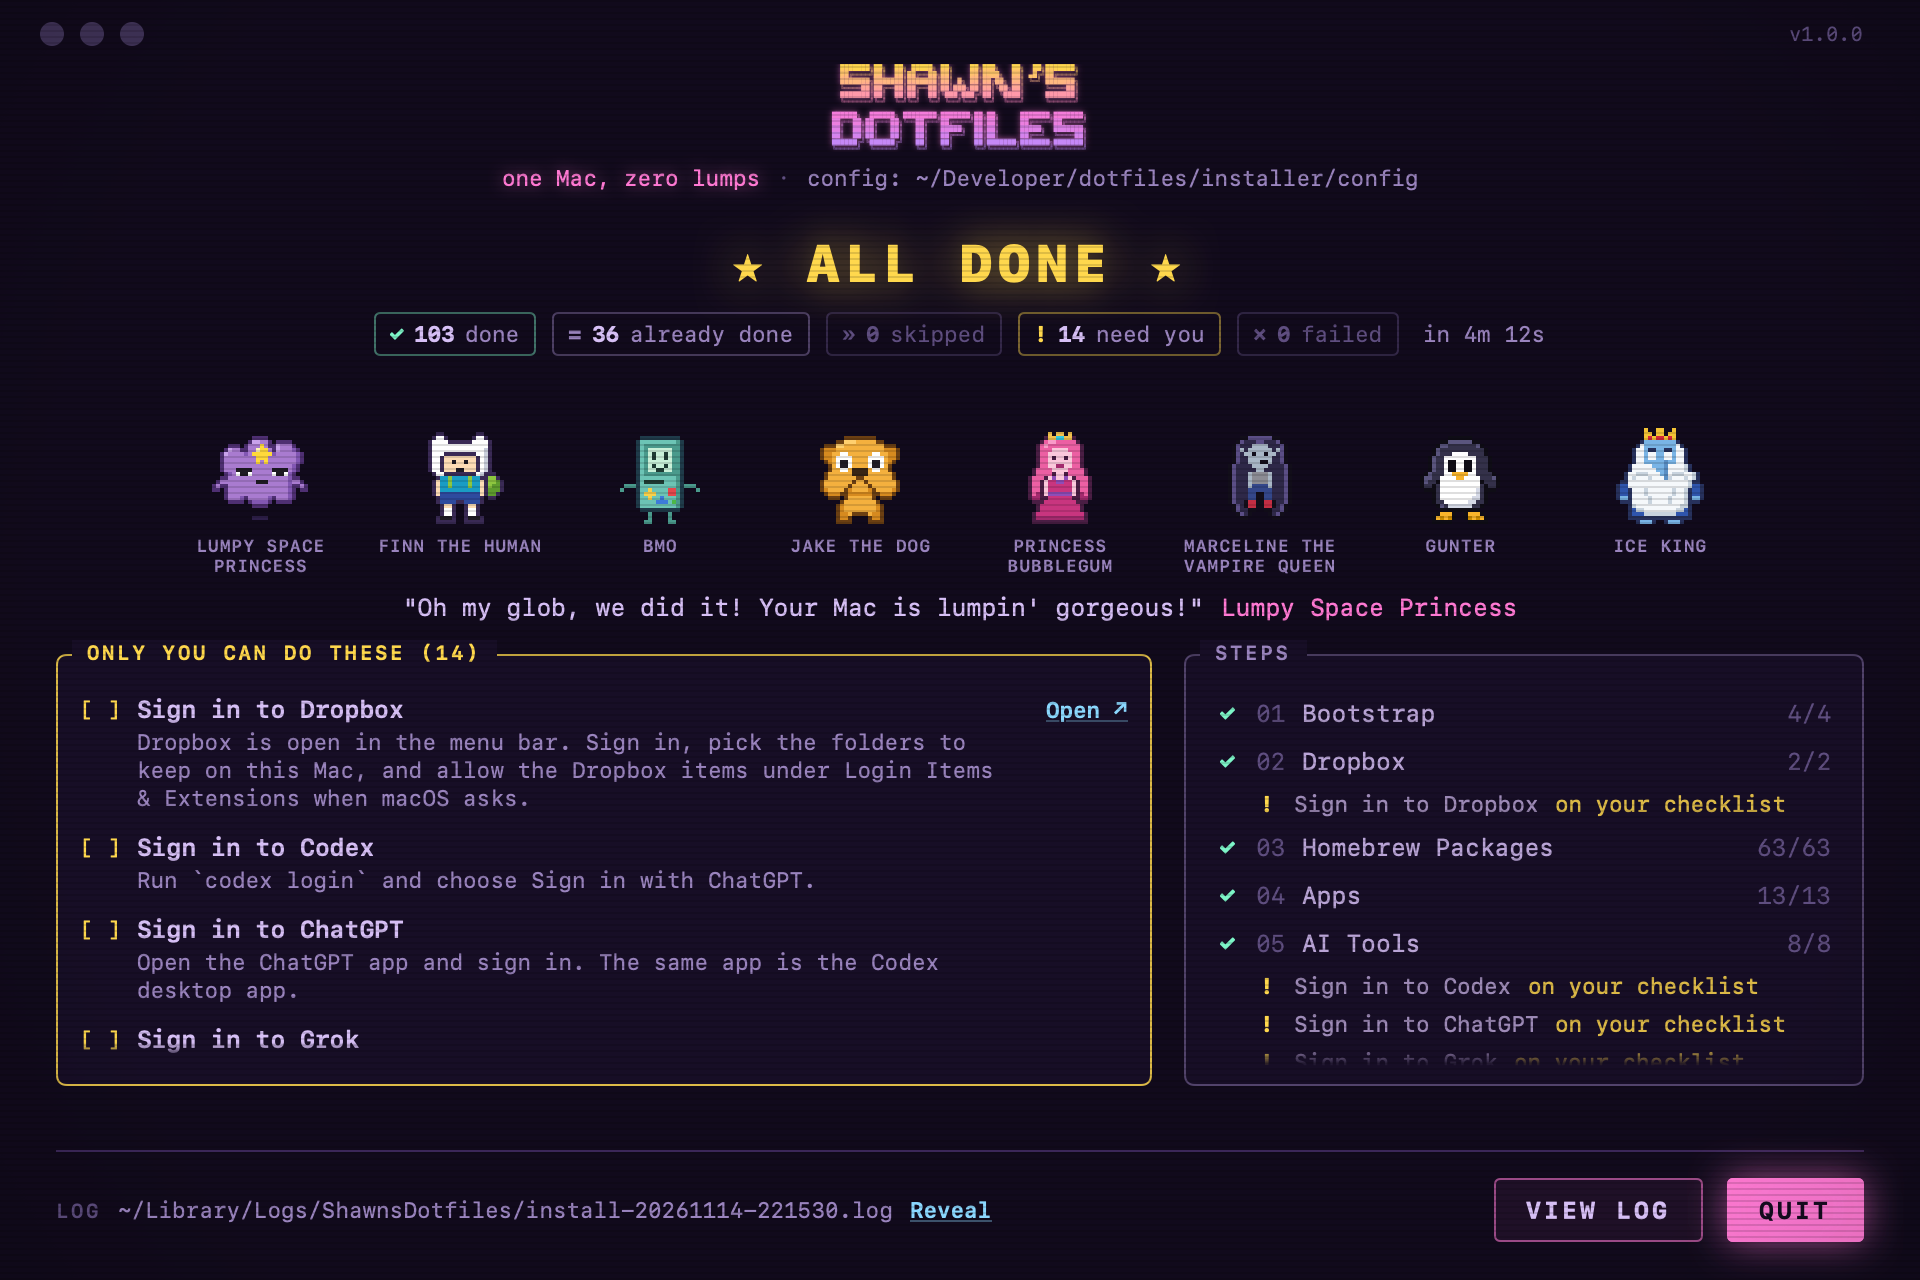 v1.0.0
SHAWN'S
DOTFILES
one Mac, zero lumps · config: ~/Developer/dotfiles/installer/config
★ ALL DONE ★
✓ 103 done = 36 already done » 0 skipped ! 14 need you × 0 failed in 4m 12s
LUMPY SPACE
PRINCESS
FINN THE HUMAN
BMO
JAKE THE DOG
PRINCESS
BUBBLEGUM
MARCELINE THE
VAMPIRE QUEEN
GUNTER
ICE KING
"Oh my glob, we did it! Your Mac is lumpin' gorgeous!" Lumpy Space Princess
ONLY YOU CAN DO THESE (14)
[ ] Sign in to Dropbox Open ↗
Dropbox is open in the menu bar. Sign in, pick the folders to
keep on this Mac, and allow the Dropbox items under Login Items
& Extensions when macOS asks.
[ ] Sign in to Codex
Run `codex login` and choose Sign in with ChatGPT.
[ ] Sign in to ChatGPT
Open the ChatGPT app and sign in. The same app is the Codex
desktop app.
[ ] Sign in to Grok
STEPS
✓ 01 Bootstrap 4/4
✓ 02 Dropbox 2/2
! Sign in to Dropbox on your checklist
✓ 03 Homebrew Packages 63/63
✓ 04 Apps 13/13
✓ 05 AI Tools 8/8
! Sign in to Codex on your checklist
! Sign in to ChatGPT on your checklist
! Sign in to Grok on your checklist
LOG ~/Library/Logs/ShawnsDotfiles/install-20261114-221530.log Reveal
VIEW LOG
QUIT